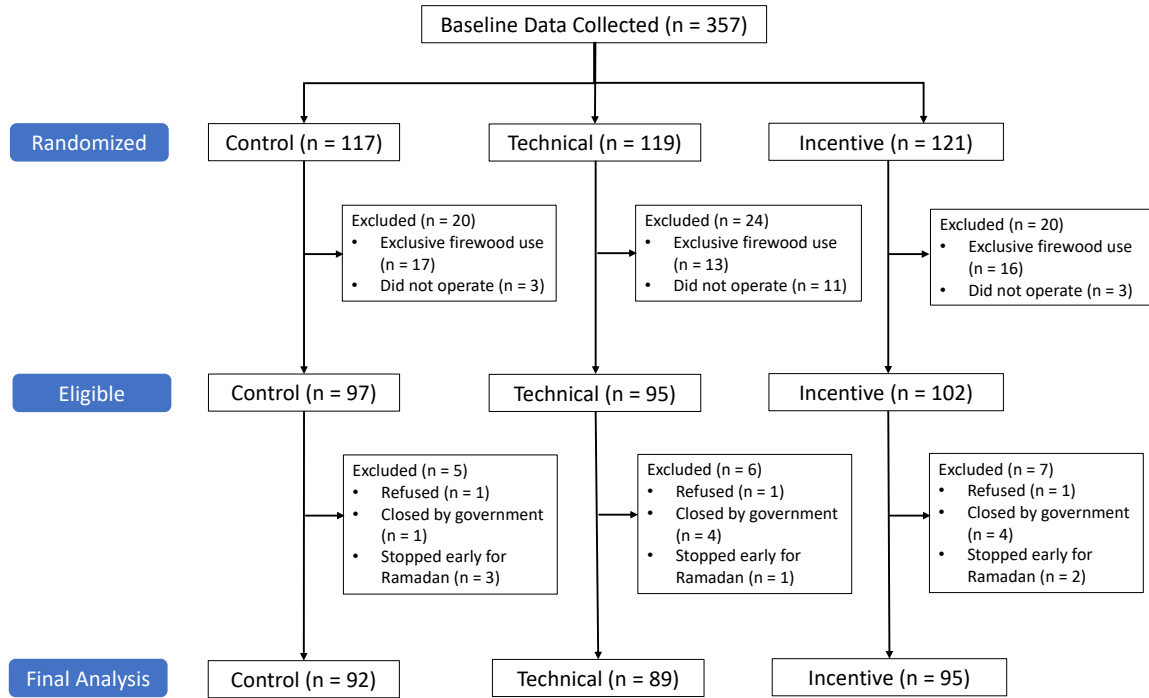 Baseline Data Collected (n = 357)
Randomized
Control (n = 117)
Technical (n = 119)
Incentive (n = 121)
Excluded (n = 20)
• Exclusive firewood use
(n = 17)
• Did not operate (n = 3)
Excluded (n = 24)
• Exclusive firewood use
(n = 13)
• Did not operate (n = 11)
Excluded (n = 20)
• Exclusive firewood use
(n = 16)
• Did not operate (n = 3)
Eligible
Control (n = 97)
Technical (n = 95)
Incentive (n = 102)
Excluded (n = 5)
• Refused (n = 1)
• Closed by government
(n = 1)
• Stopped early for
Ramadan (n = 3)
Excluded (n = 6)
• Refused (n = 1)
• Closed by government
(n = 4)
• Stopped early for
Ramadan (n = 1)
Excluded (n = 7)
• Refused (n = 1)
• Closed by government
(n = 4)
• Stopped early for
Ramadan (n = 2)
Final Analysis
Control (n = 92)
Technical (n = 89)
Incentive (n = 95)